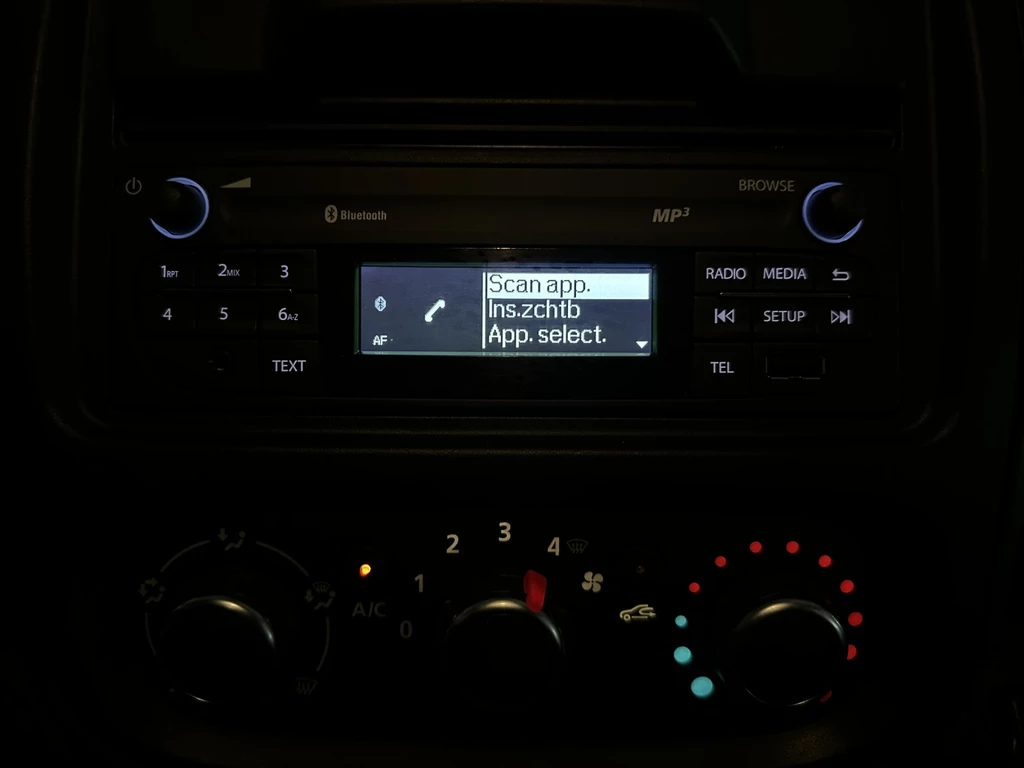 BROWSE
Bluetooth
MP3
1RPT 2MIX 3
4 5 6A-Z
TEXT
Scan app.
Ins.zchtb
App. select.
AF
RADIO MEDIA
SETUP
TEL
0 1 2 3 4
A/C